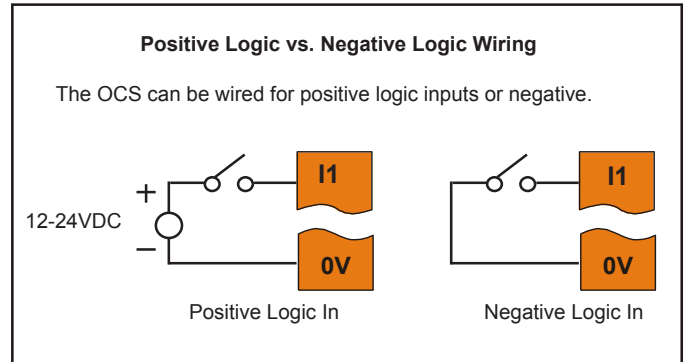 Positive Logic vs. Negative Logic Wiring
The OCS can be wired for positive logic inputs or negative.
I1
I1
+
12-24VDC
−
0V
0V
Positive Logic In
Negative Logic In